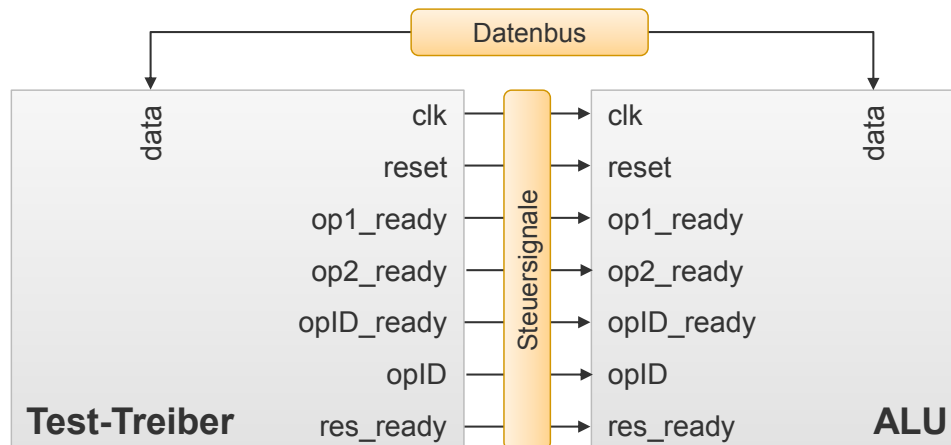 Datenbus
data
data
clk
reset
op1_ready
op2_ready
opID_ready
opID
res_ready
Test-Treiber
Steuersignale
clk
reset
op1_ready
op2_ready
opID_ready
opID
res_ready
ALU